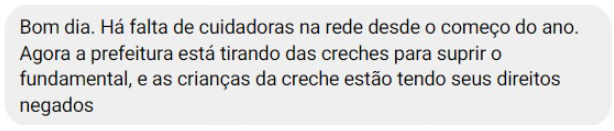 Bom dia. Há falta de cuidadoras na rede desde o começo do ano.
Agora a prefeitura está tirando das creches para suprir o
fundamental, e as crianças da creche estão tendo seus direitos
negados